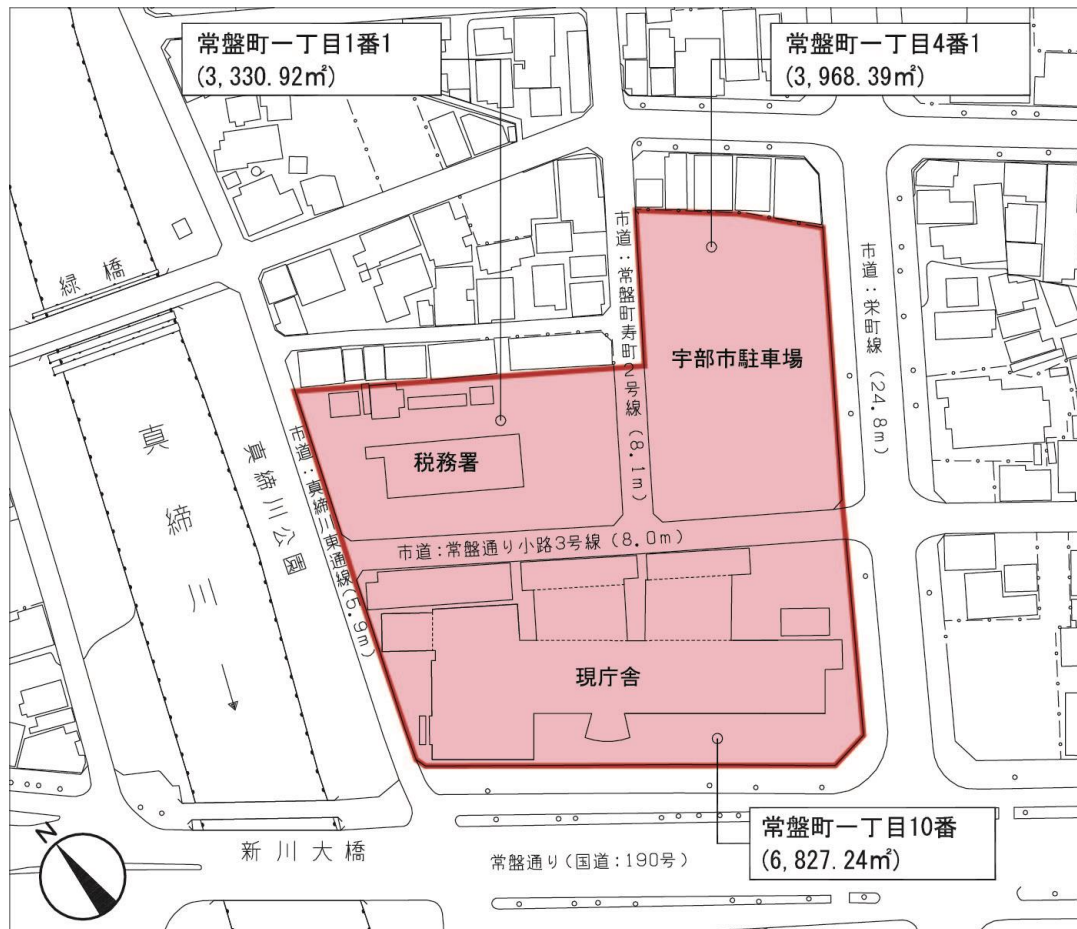 常盤町一丁目1番1
(3,330.92㎡)
常盤町一丁目4番1
(3,968.39㎡)
緑橋
市道：常盤町寿町2号線(8.1m)
市道：栄町線(24.8m)
宇部市駐車場
真締川
真締川公園
市道：真締川東通線(5.9m)
税務署
市道：常盤通り小路3号線(8.0m)
現庁舎
常盤町一丁目10番
(6,827.24㎡)
N
新川大橋
常盤通り(国道：190号)